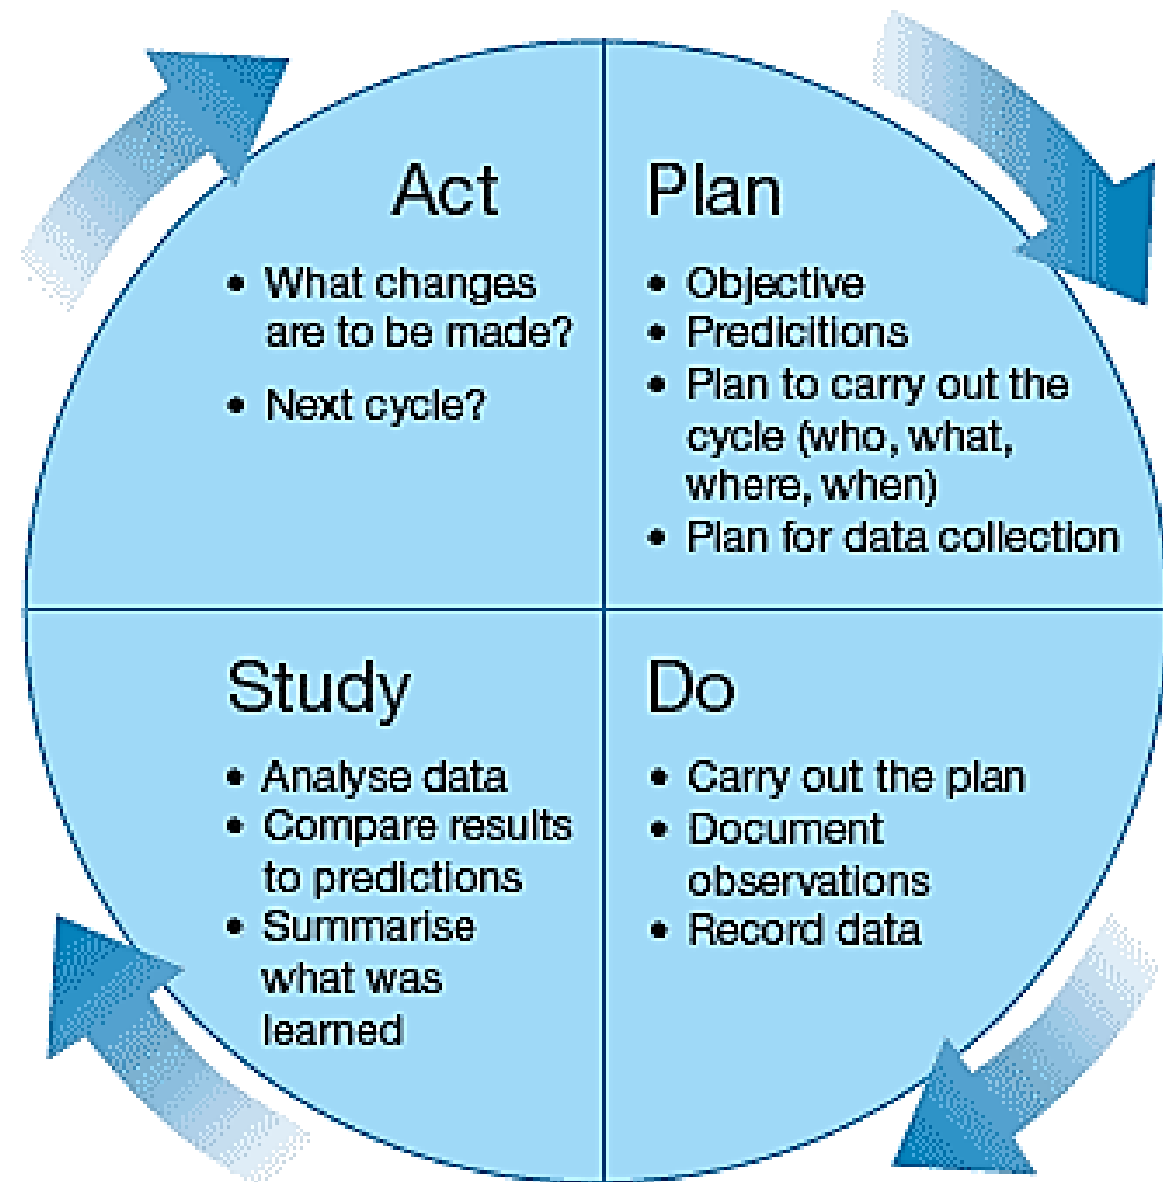 Act
• What changes
are to be made?
• Next cycle?
Plan
• Objective
• Predicitions
• Plan to carry out the
cycle (who, what,
where, when)
• Plan for data collection
Study
• Analyse data
• Compare results
to predictions
• Summarise
what was
learned
Do
• Carry out the plan
• Document
observations
• Record data